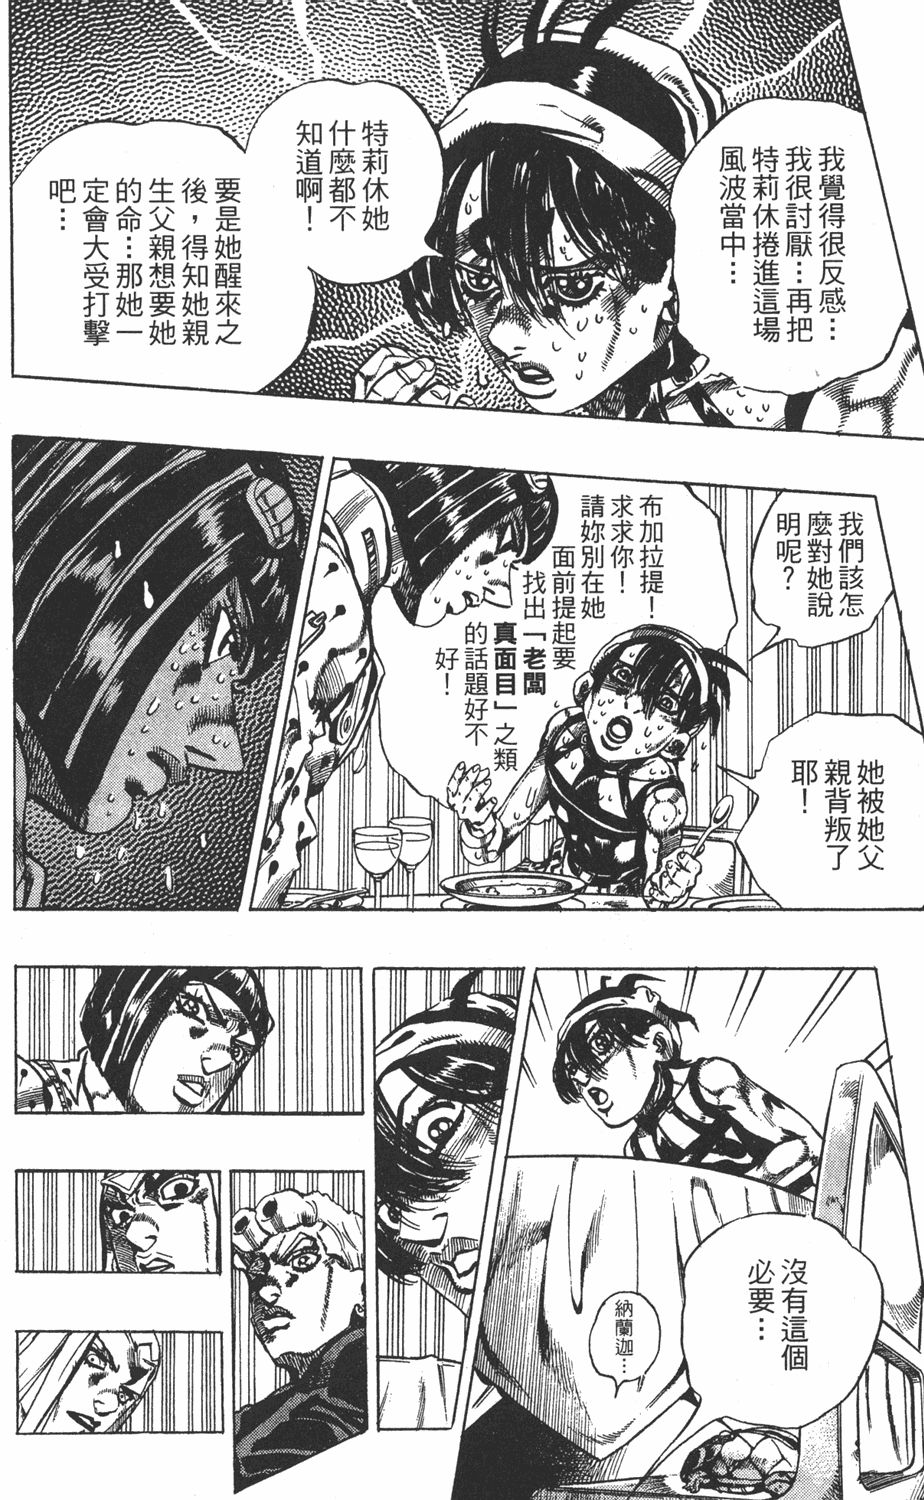 我覺得很反感…
我很討厭…再把
特莉休捲進這場
風波當中…
特莉休她
什麼都不
知道啊！
要是她醒來之
後，得知她親
生父親想要她
的命…那她一
定會大受打擊
吧…
我們該怎
麼對她說
明呢？
她被她父
親背叛了
耶！
布加拉提！
求求你！
請妳別在她
面前提起要
找出「老闆
真面目」之類
的話題好不
好！
沒有這個
必要…
納蘭迦…